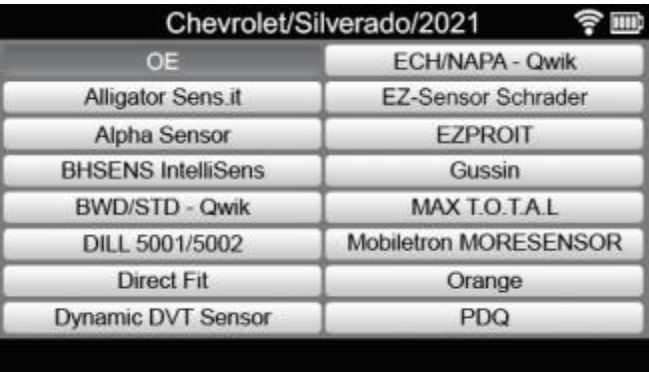 Chevrolet/Silverado/2021
OE
ECH/NAPA - Qwik
Alligator Sens.it
EZ-Sensor Schrader
Alpha Sensor
EZPROIT
BHSENS IntelliSens
Gussin
BWD/STD - Qwik
MAX T.O.T.A.L
DILL 5001/5002
Mobiletron MORESENSOR
Direct Fit
Orange
Dynamic DVT Sensor
PDQ